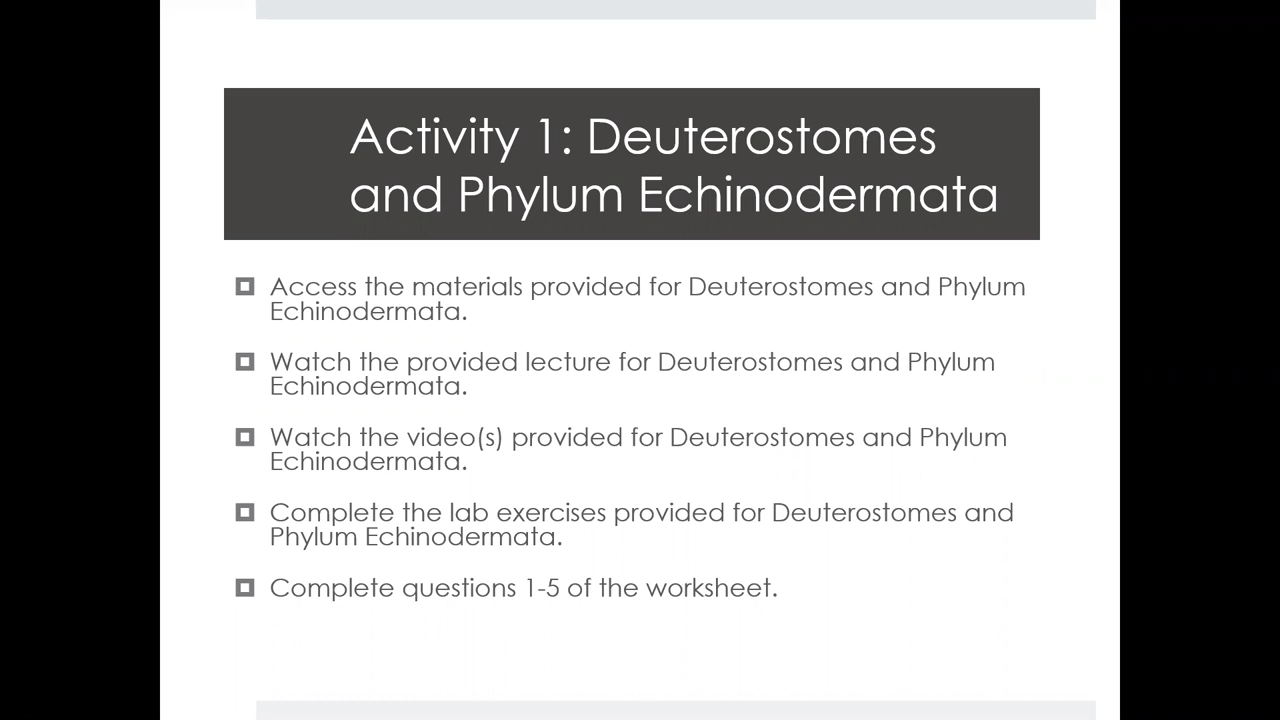 Activity 1: Deuterostomes
and Phylum Echinodermata
Access the materials provided for Deuterostomes and Phylum
Echinodermata.
Watch the provided lecture for Deuterostomes and Phylum
Echinodermata.
Watch the video(s) provided for Deuterostomes and Phylum
Echinodermata.
Complete the lab exercises provided for Deuterostomes and
Phylum Echinodermata.
Complete questions 1-5 of the worksheet.